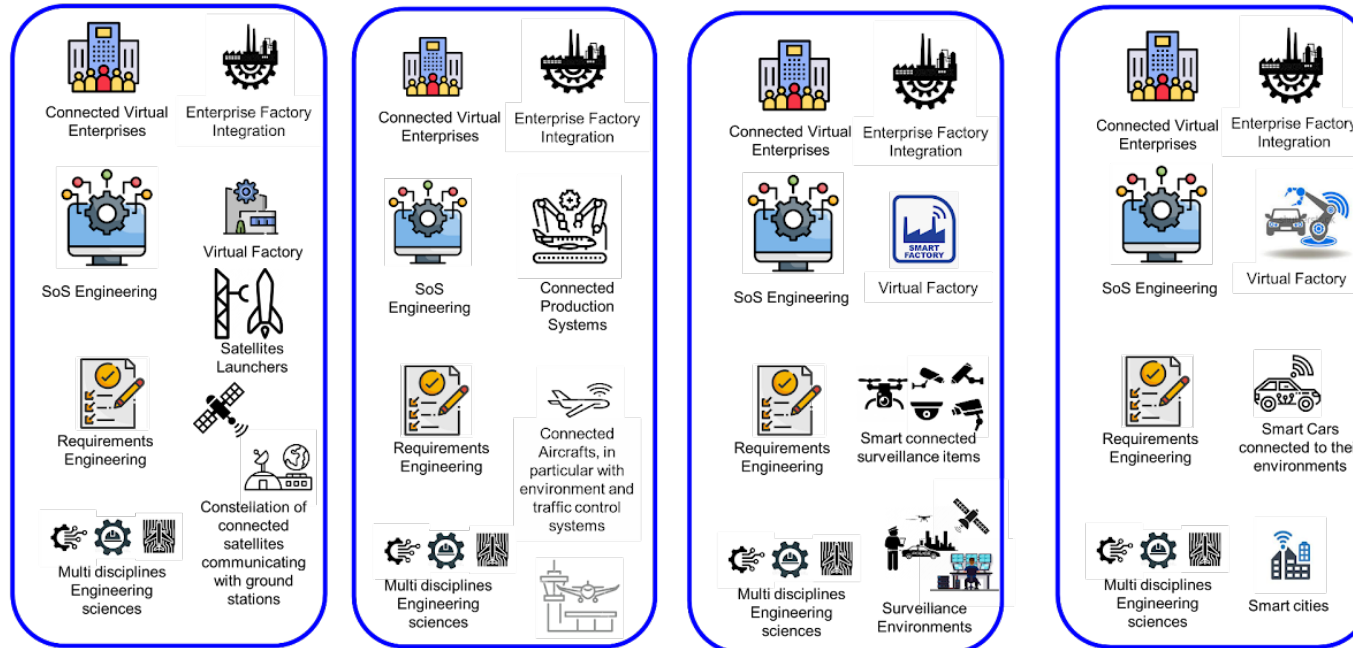 Connected Virtual
Enterprises
Enterprise Factory
Integration
SoS Engineering
Virtual Factory
Satellites
Launchers
Requirements
Engineering
Constellation of
connected
satellites
communicating
with ground
stations
Multi disciplines
Engineering
sciences
Connected Virtual
Enterprises
Enterprise Factory
Integration
SoS
Engineering
Connected
Production
Systems
Requirements
Engineering
Connected
Aircrafts, in
particular with
environment and
traffic control
systems
Multi disciplines
Engineering
sciences
Connected Virtual
Enterprises
Enterprise Factory
Integration
SoS Engineering
SMART
FACTORY
Virtual Factory
Requirements
Engineering
Smart connected
surveillance items
Multi disciplines
Engineering
sciences
Surveillance
Environments
Connected Virtual
Enterprises
Enterprise Factory
Integration
SoS Engineering
Virtual Factory
Requirements
Engineering
Smart Cars
connected to thei
environments
Multi disciplines
Engineering
sciences
Smart cities